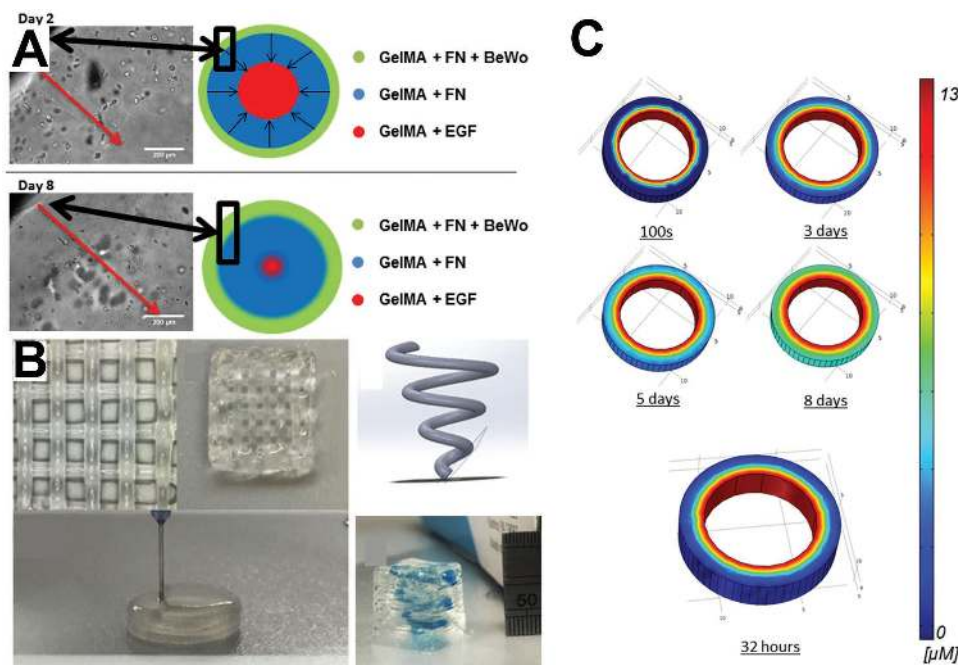 A
Day 2
200 µm
GelMA + FN + BeWo
GelMA + FN
GelMA + EGF
Day 8
200 µm
GelMA + FN + BeWo
GelMA + FN
GelMA + EGF
B
50
C
100s
3 days
5 days
8 days
32 hours
13
0
[µM]